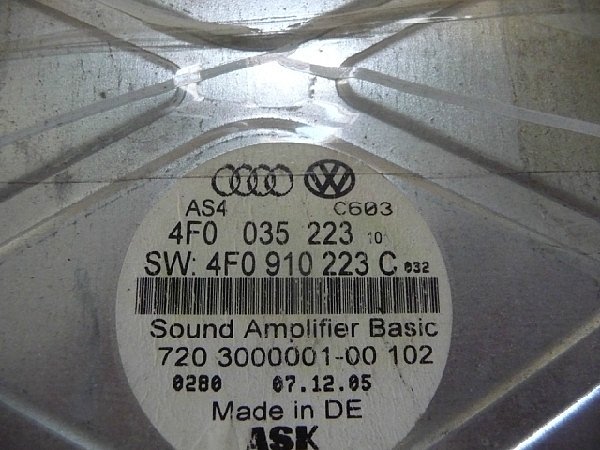 AS4 C603
4F0 035 223 10
SW: 4F0 910 223 C 032
Sound Amplifier Basic
720 3000001-00 102
0280 07.12.05
Made in DE
ASK